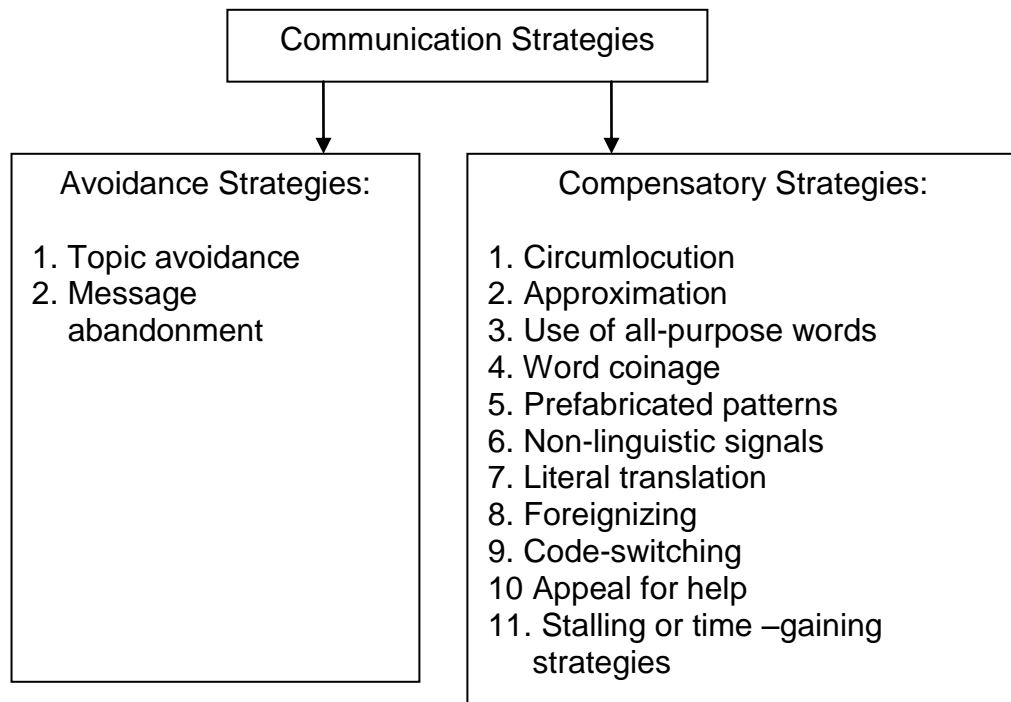 Communication Strategies
Avoidance Strategies:
1. Topic avoidance
2. Message
abandonment
Compensatory Strategies:
1. Circumlocution
2. Approximation
3. Use of all-purpose words
4. Word coinage
5. Prefabricated patterns
6. Non-linguistic signals
7. Literal translation
8. Foreignizing
9. Code-switching
10 Appeal for help
11. Stalling or time –gaining
strategies